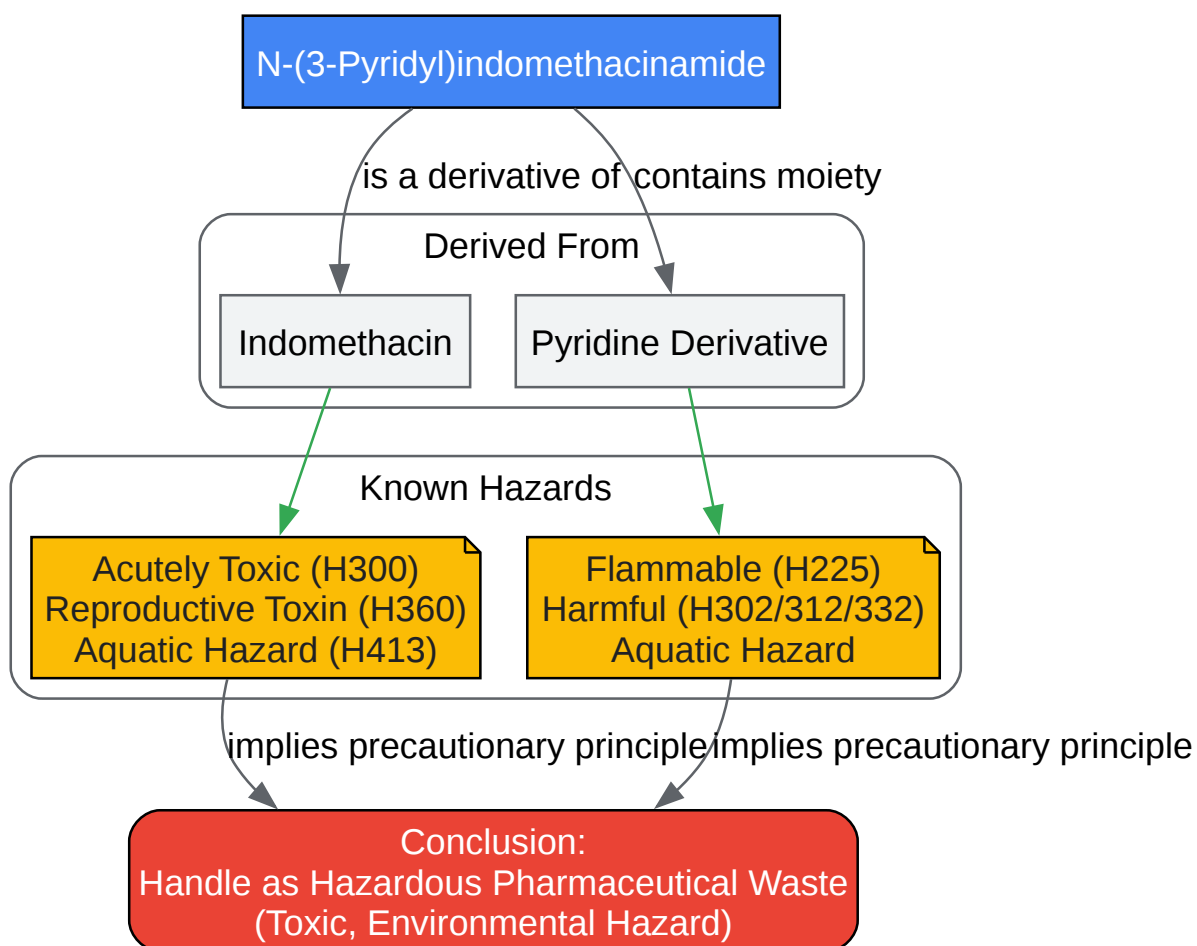 N-(3-Pyridyl)indomethacinamide
is a derivative of
contains moiety
Derived From
Indomethacin
Pyridine Derivative
Known Hazards
Acutely Toxic (H300)
Reproductive Toxin (H360)
Aquatic Hazard (H413)
Flammable (H225)
Harmful (H302/312/332)
Aquatic Hazard
implies precautionary principle
implies precautionary principle
Conclusion:
Handle as Hazardous Pharmaceutical Waste
(Toxic, Environmental Hazard)